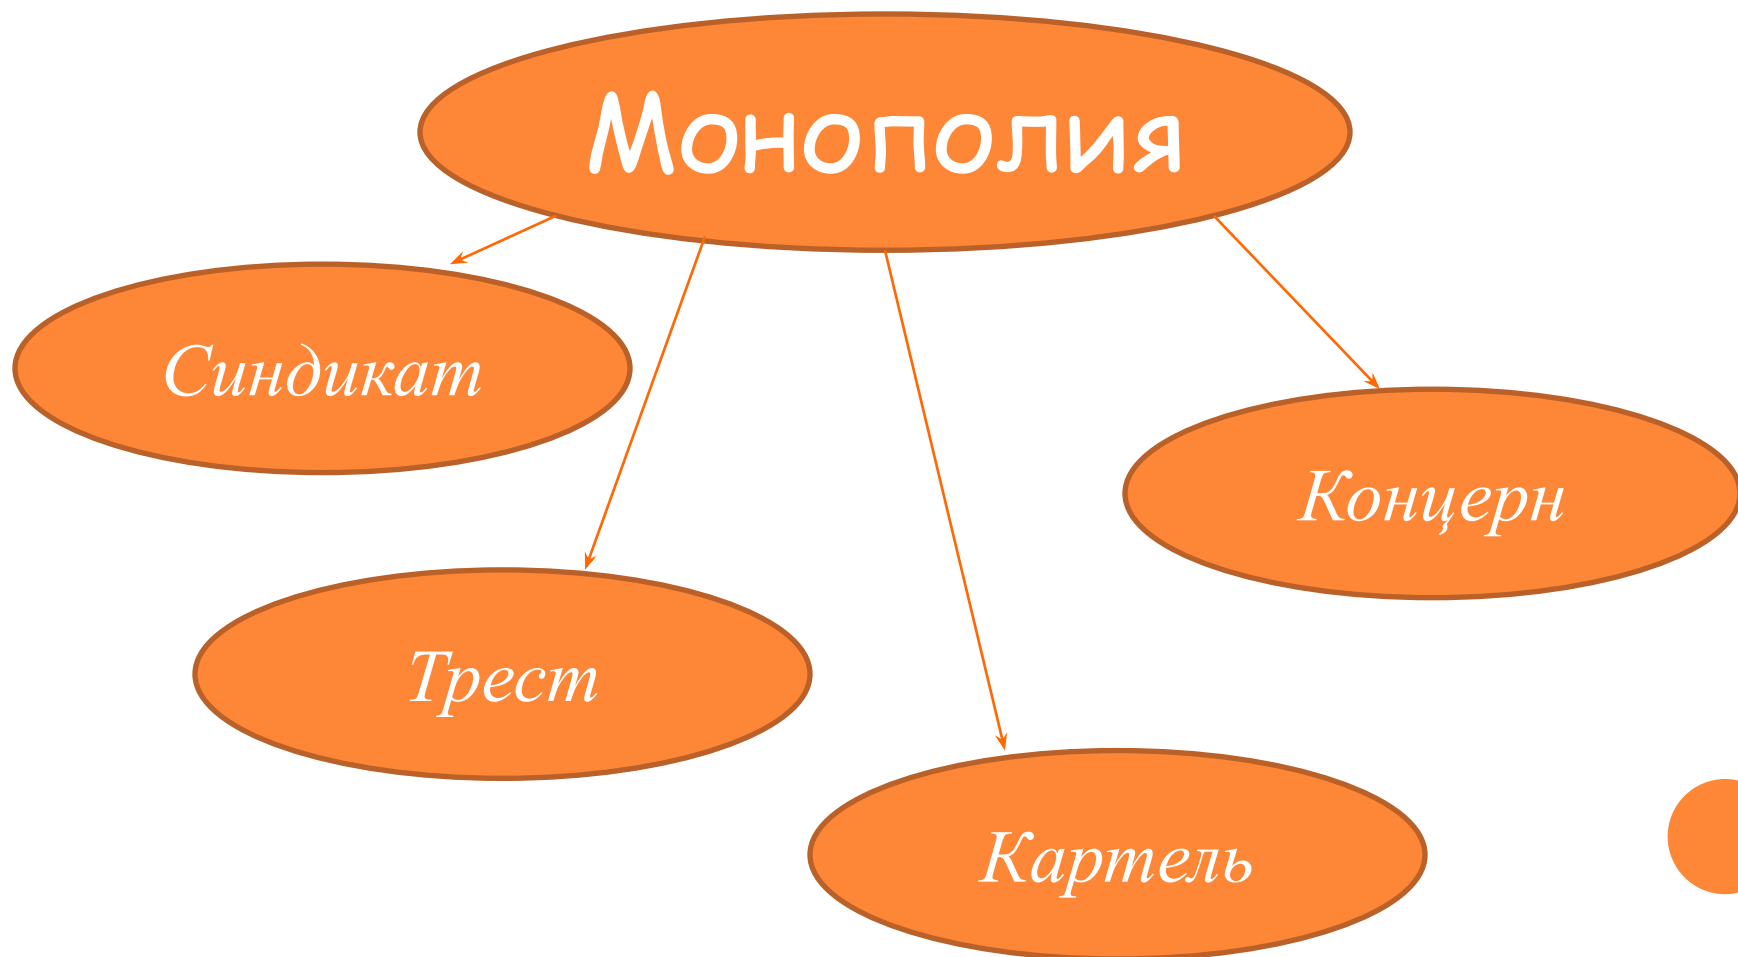 Монополия
Синдикат
Концерн
Трест
Картель